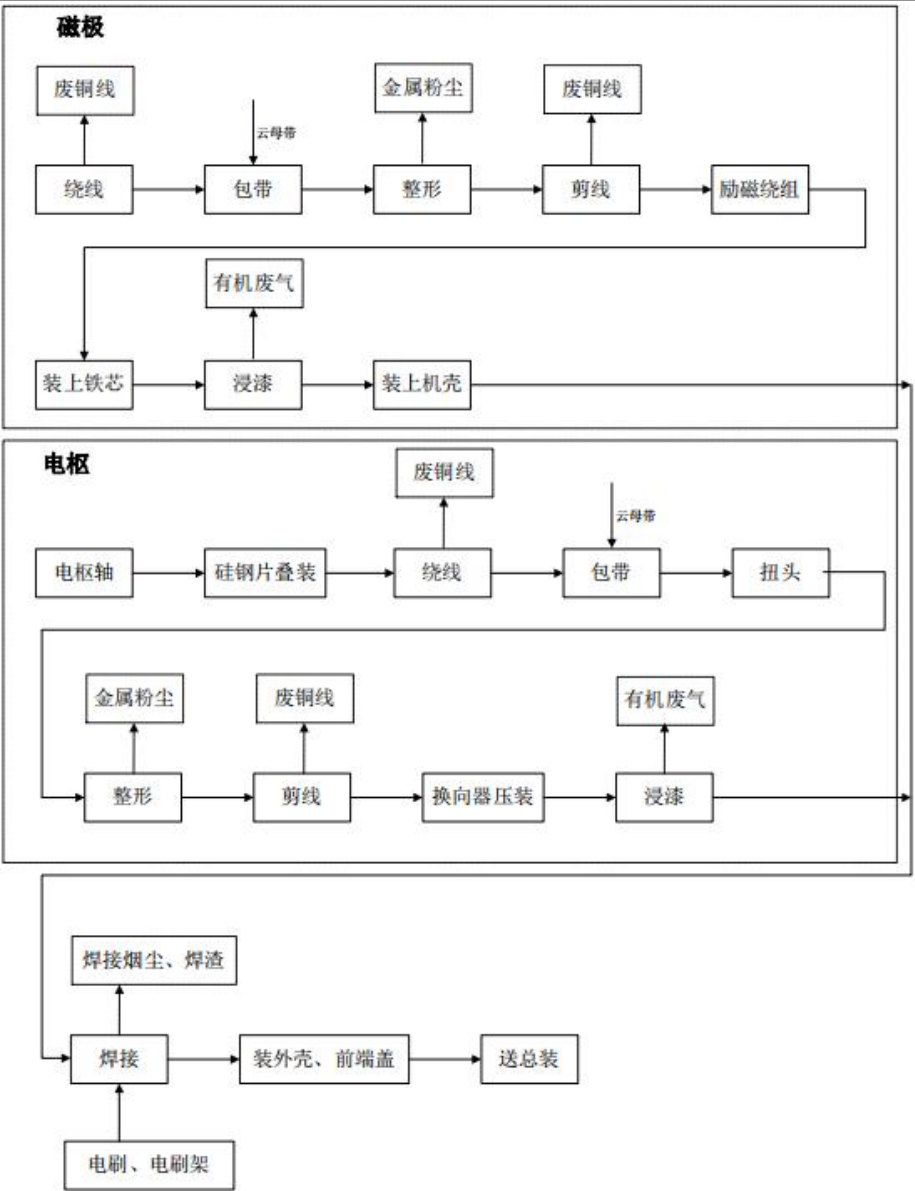 磁极
废铜线
金属粉尘
废铜线
云母带
绕线
包带
整形
剪线
励磁绕组
有机废气
装上铁芯
浸漆
装上机壳
电枢
废铜线
云母带
电枢轴
硅钢片叠装
绕线
包带
扭头
金属粉尘
废铜线
有机废气
整形
剪线
换向器压装
浸漆
焊接烟尘、焊渣
焊接
装外壳、前端盖
送总装
电刷、电刷架